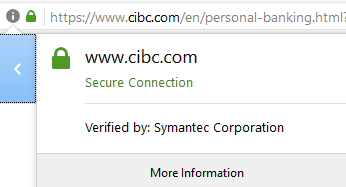 https://www.cibc.com/en/personal-banking.html?
www.cibc.com
Secure Connection
Verified by: Symantec Corporation
More Information